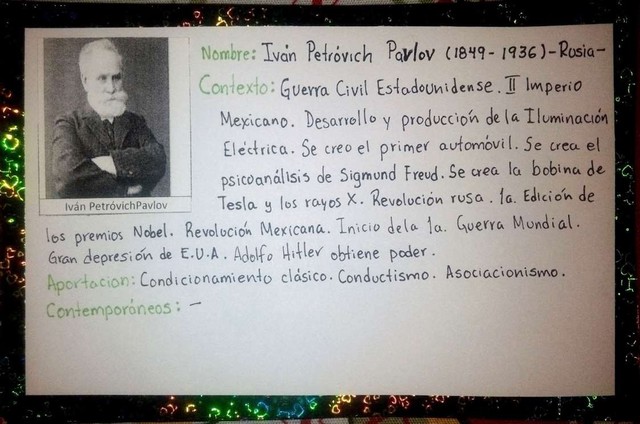 Nombre: Iván Petróvich Pavlov (1849-1936)-Rusia-
Contexto: Guerra Civil Estadounidense. II Imperio
Mexicano. Desarrollo y producción de la Iluminación
Eléctrica. Se creo el primer automóvil. Se crea el
psicoanálisis de Sigmund Freud. Se crea la bobina de
Tesla y los rayos X. Revolución rusa. 1a. Edición de
los premios Nobel. Revolución Mexicana. Inicio de la 1a. Guerra Mundial.
Gran depresión de E.U.A. Adolfo Hitler obtiene poder.
Aportacion: Condicionamiento clásico. Conductismo. Asociacionismo.
Contemporáneos: -
Iván PetróvichPavlov